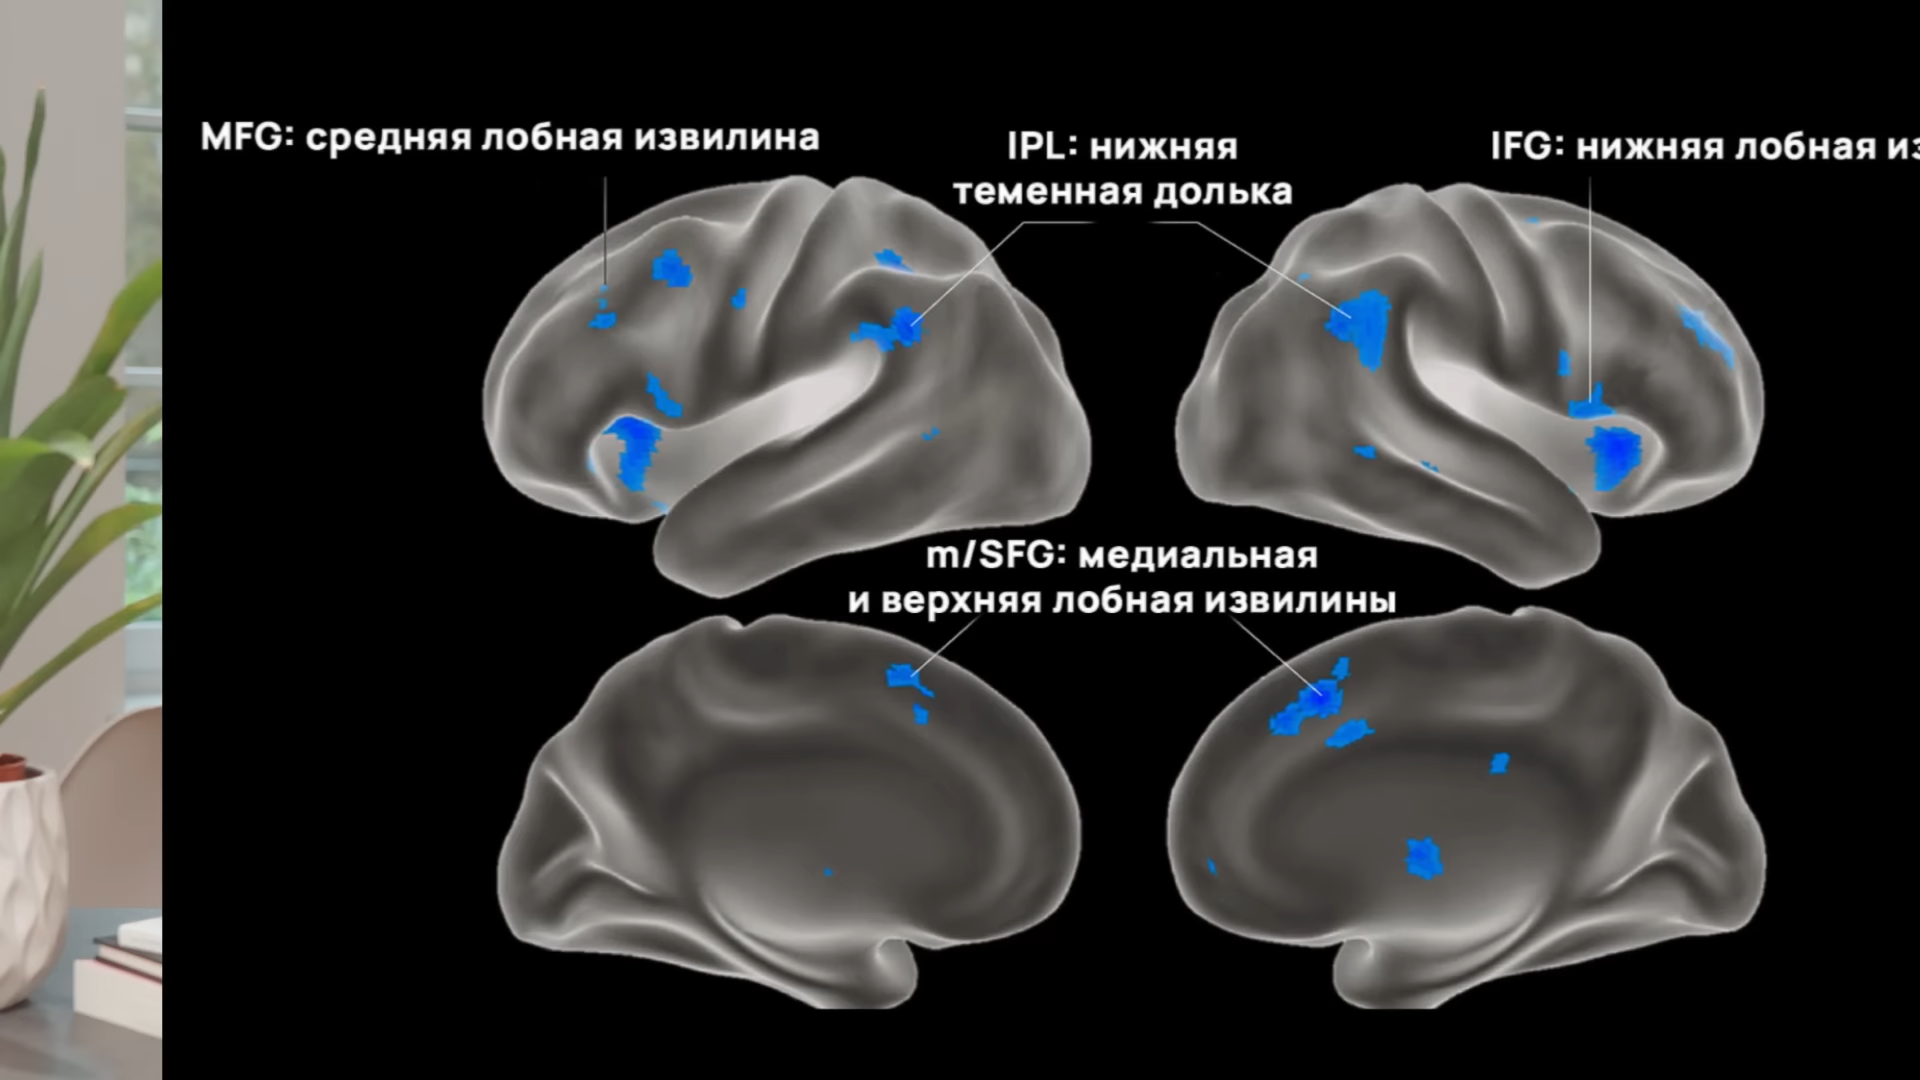 MFG: средняя лобная извилина
IPL: нижняя
теменная долька
IFG: нижняя лобная
m/SFG: медиальная
и верхняя лобная извилины